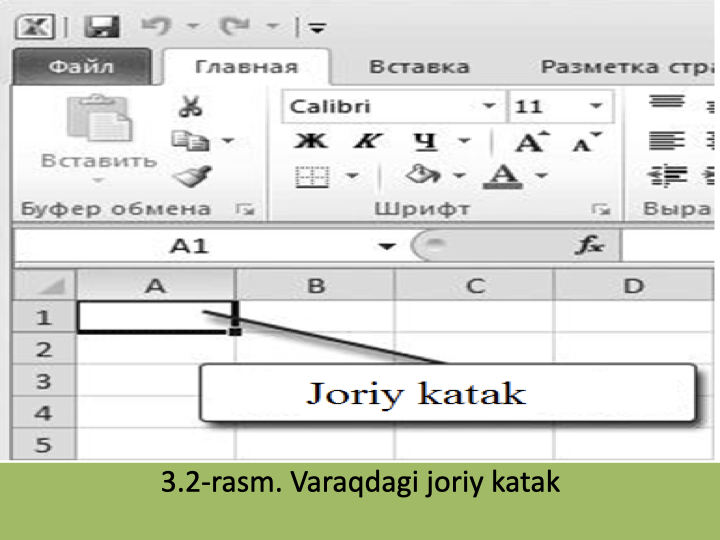 Файл Главная Вставка Разметка стра
Calibri 11
Вставить Ж К Ч A A
A
Буфер обмена Шрифт Выра
A1 fx
A B C D
1
2
3 Joriy katak
4
5
3.2-rasm. Varaqdagi joriy katak